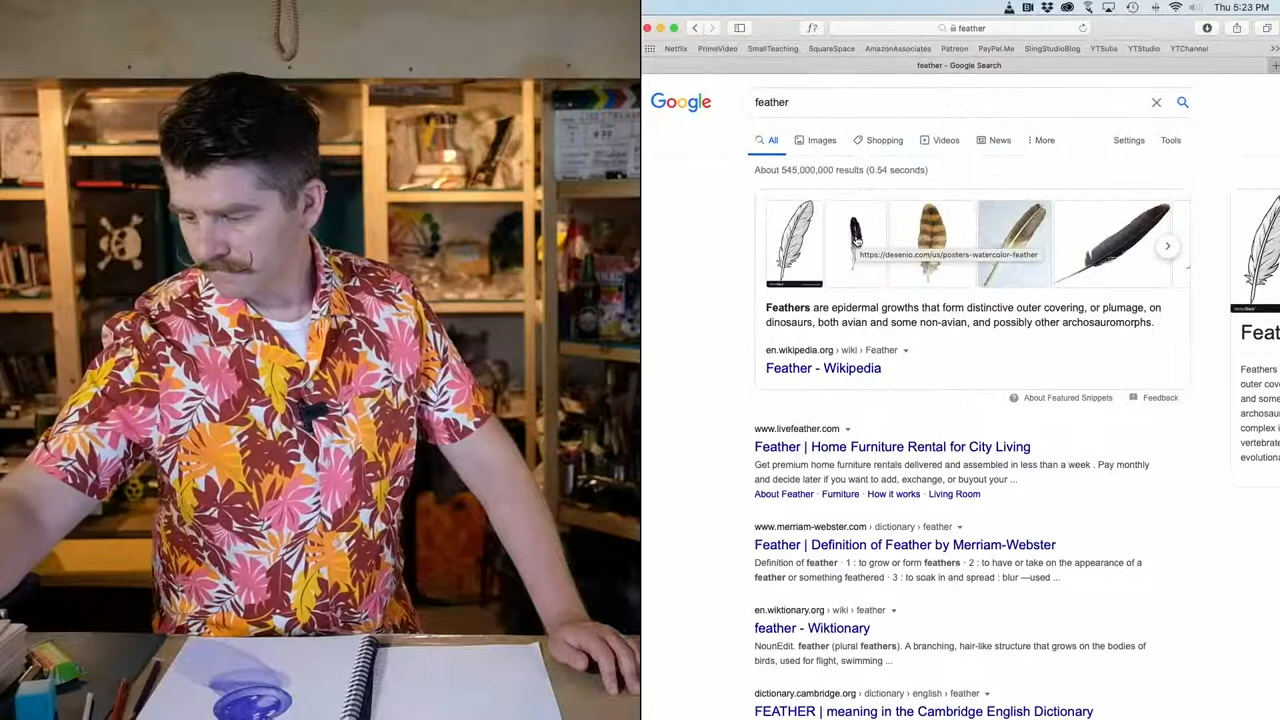 Thu 5:23 PM
feather
Netflix PrimeVideo SmallTeaching SquareSpace AmazonAssociates Patreon PayPal.Me SlingStudioBlog YTSubs YTStudio YTChannel
feather - Google Search
Google
feather
All Images Shopping Videos News More Settings Tools
About 545,000,000 results (0.54 seconds)
https://desenio.com/us/posters-watercolor-feather
Feathers are epidermal growths that form distinctive outer covering, or plumage, on
dinosaurs, both avian and some non-avian, and possibly other archosauromorphs.
en.wikipedia.org › wiki › Feather
Feather - Wikipedia
About Featured Snippets Feedback
www.livefeather.com
Feather | Home Furniture Rental for City Living
Get premium home furniture rentals delivered and assembled in less than a week . Pay monthly
and decide later if you want to add, exchange, or buyout your ...
About Feather · Furniture · How it works · Living Room
www.merriam-webster.com › dictionary › feather
Feather | Definition of Feather by Merriam-Webster
Definition of feather · 1 : to grow or form feathers · 2 : to have or take on the appearance of a
feather or something feathered · 3 : to soak in and spread : blur —used ...
en.wiktionary.org › wiki › feather
feather - Wiktionary
NounEdit. feather (plural feathers). A branching, hair-like structure that grows on the bodies of
birds, used for flight, swimming ...
dictionary.cambridge.org › dictionary › english › feather
FEATHER | meaning in the Cambridge English Dictionary
Feat
Feathers
outer cov
and some
archosau
complex i
vertebrate
evolutiona